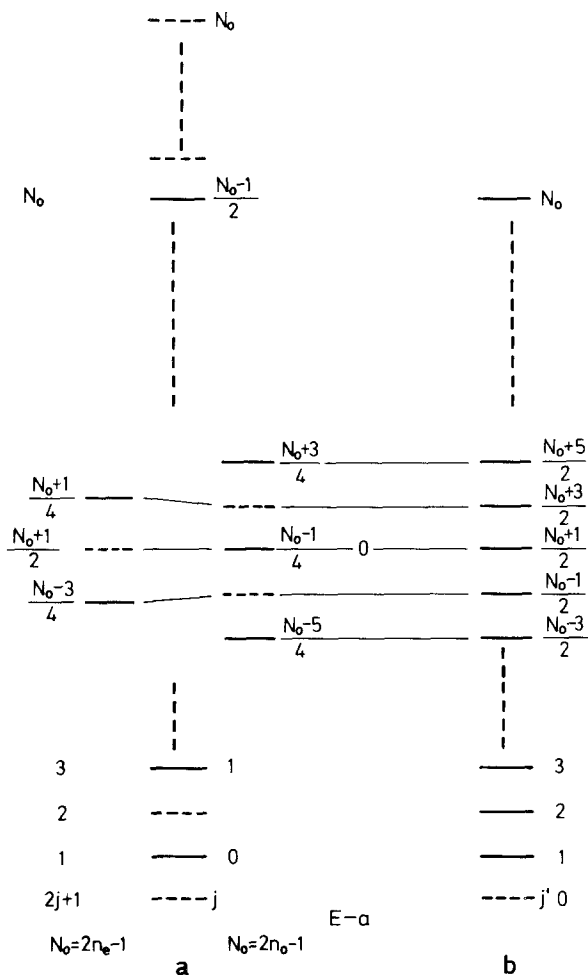 N₀
N₀ (N₀-1)/2 N₀
(N₀+3)/4 (N₀+5)/2
(N₀+1)/4 (N₀+3)/2
(N₀+1)/2 (N₀-1)/4 0 (N₀+1)/2
(N₀-3)/4 (N₀-1)/2
(N₀-5)/4 (N₀-3)/2
3 1 3
2 2
1 0 1
2j+1 j j' 0
E-α
N₀=2nₑ-1 N₀=2n₀-1
a b